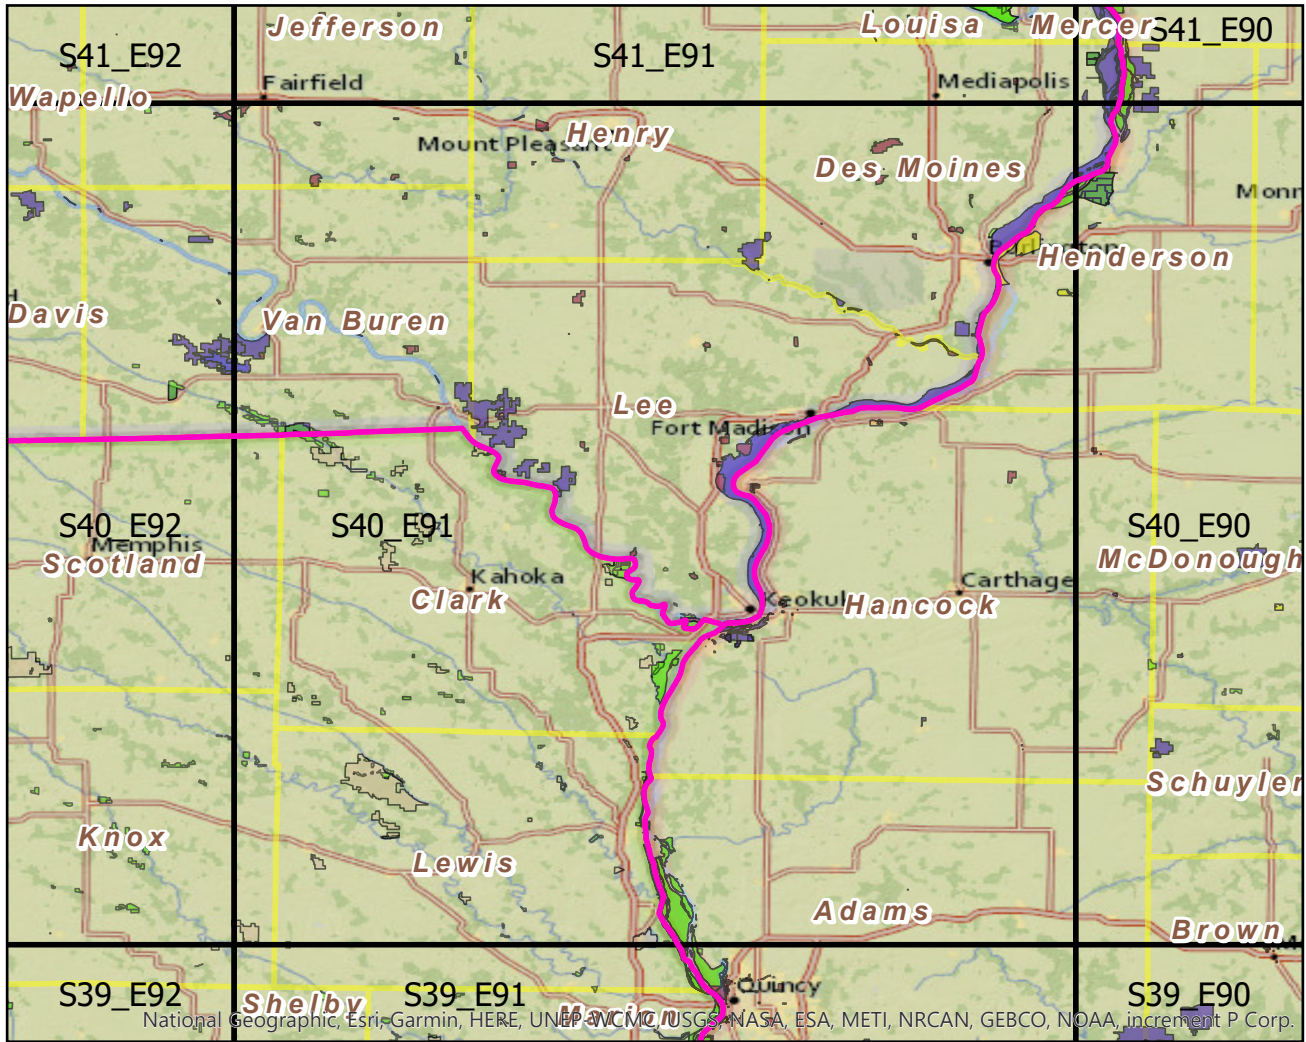 Jefferson
Louisa
Mercer
S41_E92
S41_E91
S41_E90
Fairfield
Mediapolis
Wapello
Henry
Mount Pleasant
Des Moines
Monn
Burlington
Henderson
Davis
Van Buren
Lee
Fort Madison
S40_E92
S40_E91
S40_E90
Memphis
Scotland
McDonough
Kahoka
Carthage
Clark
Keokuk
Hancock
Schuyler
Knox
Lewis
Adams
Brown
M
S39_E92
S39_E91
S39_E90
Quincy
Shelby
Marion
National Geographic, Esri, Garmin, HERE, UNEP-WCMC, USGS, NASA, ESA, METI, NRCAN, GEBCO, NOAA, increment P Corp.